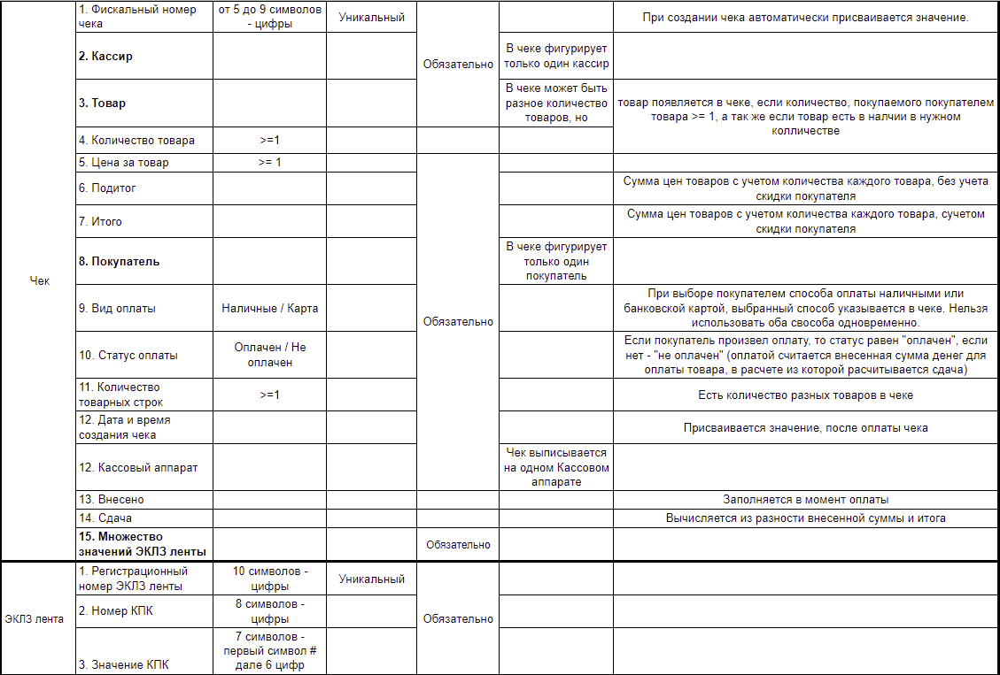 1. Фискальный номер
чека
от 5 до 9 символов
- цифры
Уникальный
При создании чека автоматически присваивается значение.
2. Кассир
Обязательно
В чеке фигурирует
только один кассир
3. Товар
В чеке может быть
разное количество
товаров, но
товар появляется в чеке, если количество, покупаемого покупателем
товара >= 1, а так же если товар есть в налчии в нужном
колличестве
4. Количество товара
>=1
5. Цена за товар
>= 1
6. Подитог
Сумма цен товаров с учетом количества каждого товара, без учета
скидки покупателя
7. Итого
Сумма цен товаров с учетом количества каждого товара, сучетом
скидки покупателя
Чек
8. Покупатель
В чеке фигурирует
только один
покупатель
9. Вид оплаты
Наличные / Карта
Обязательно
При выборе покупателем способа оплаты наличными или
банковской картой, выбранный способ указывается в чеке. Нельзя
использовать оба свособа одновременно.
10. Статус оплаты
Оплачен / Не
оплачен
Если покупатель произвел оплату, то статус равен "оплачен", если
нет - "не оплачен" (оплатой считается внесенная сумма денег для
оплаты товара, в расчете из которой расчитывается сдача)
11. Количество
товарных строк
>=1
Есть количество разных товаров в чеке
12. Дата и время
создания чека
Присваивается значение, после оплаты чека
12. Кассовый аппарат
Чек выписывается
на одном Кассовом
аппарате
13. Внесено
Заполняется в момент оплаты
14. Сдача
Вычисляется из разности внесенной суммы и итога
15. Множество
значений ЭКЛЗ ленты
Обязательно
ЭКЛЗ лента
1. Регистрационный
номер ЭКЛЗ ленты
10 символов -
цифры
Уникальный
2. Номер КПК
8 символов -
цифры
Обязательно
3. Значение КПК
7 символов -
первый символ #
дале 6 цифр